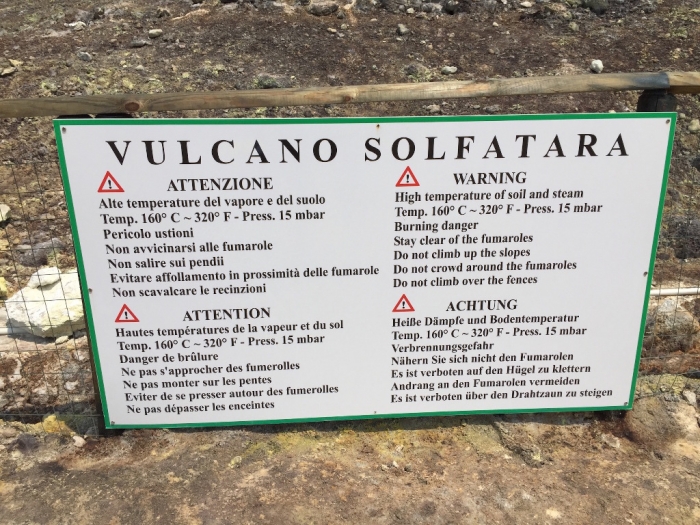 VULCANO SOLFATARA
ATTENZIONE
Alte temperature del vapore e del suolo
Temp. 160° C ~ 320° F - Press. 15 mbar
Pericolo ustioni
Non avvicinarsi alle fumarole
Non salire sui pendii
Evitare affollamento in prossimità delle fumarole
Non scavalcare le recinzioni
WARNING
High temperature of soil and steam
Temp. 160° C ~ 320° F - Press. 15 mbar
Burning danger
Stay clear of the fumaroles
Do not climb up the slopes
Do not crowd around the fumaroles
Do not climb over the fences
ATTENTION
Hautes températures de la vapeur et du sol
Temp. 160° C ~ 320° F - Press. 15 mbar
Danger de brûlure
Ne pas s'approcher des fumerolles
Ne pas monter sur les pentes
Eviter de se presser autour des fumerolles
Ne pas dépasser les enceintes
ACHTUNG
Heiße Dämpfe und Bodentemperatur
Temp. 160° C ~ 320° F - Press. 15 mbar
Verbrennungsgefahr
Nähern Sie sich nicht den Fumarolen
Es ist verboten auf den Hügel zu klettern
Andrang an den Fumarolen vermeiden
Es ist verboten über den Drahtzaun zu steigen